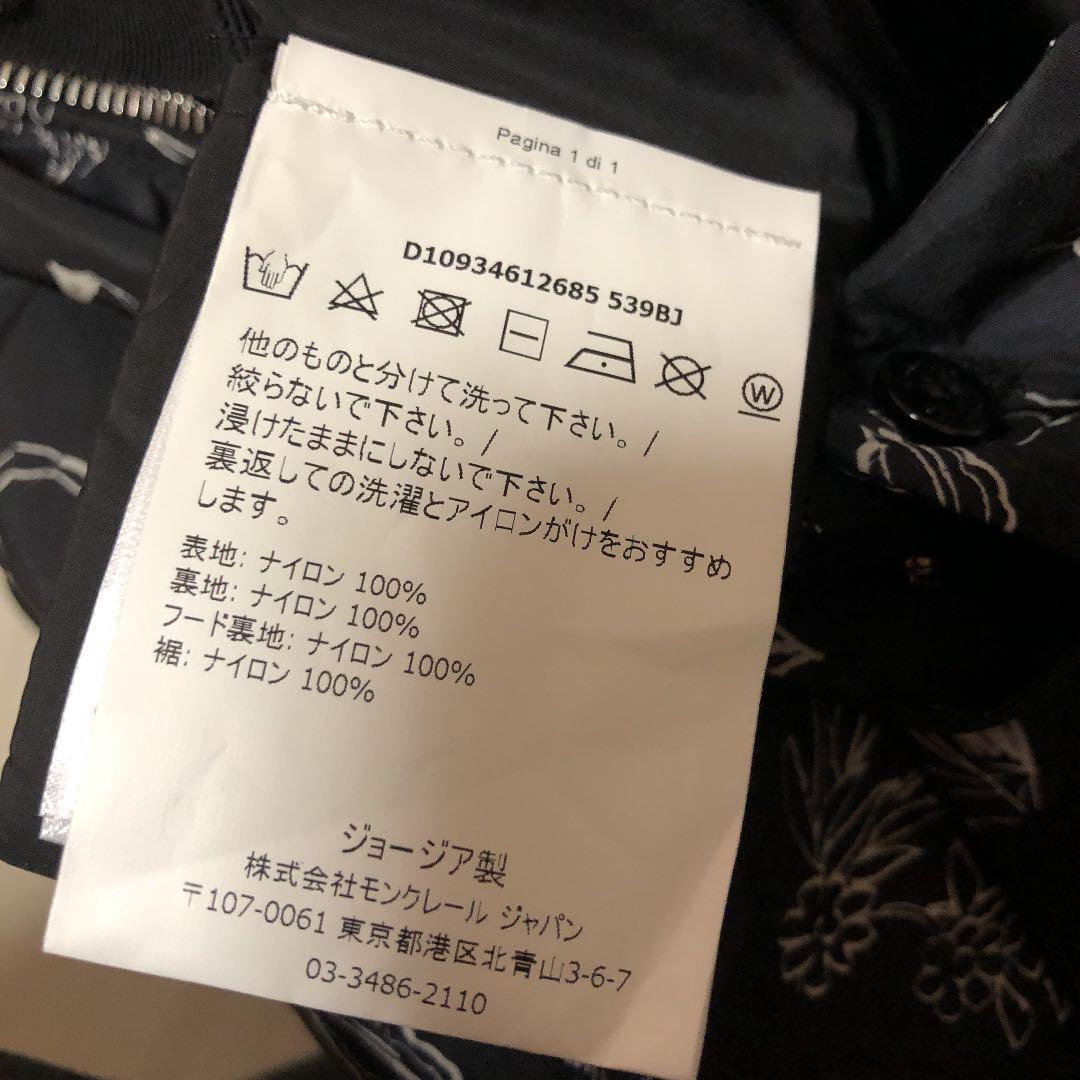 Pagina 1 di 1
D10934612685 539BJ
W
他のものと分けて洗って下さい。/
絞らないで下さい。/
浸けたままにしないで下さい。/
裏返しての洗濯とアイロンがけをおすすめ
します。
表地: ナイロン 100%
裏地: ナイロン 100%
フード裏地: ナイロン 100%
裾: ナイロン 100%
ジョージア製
株式会社モンクレール ジャパン
〒107-0061 東京都港区北青山3-6-7
03-3486-2110